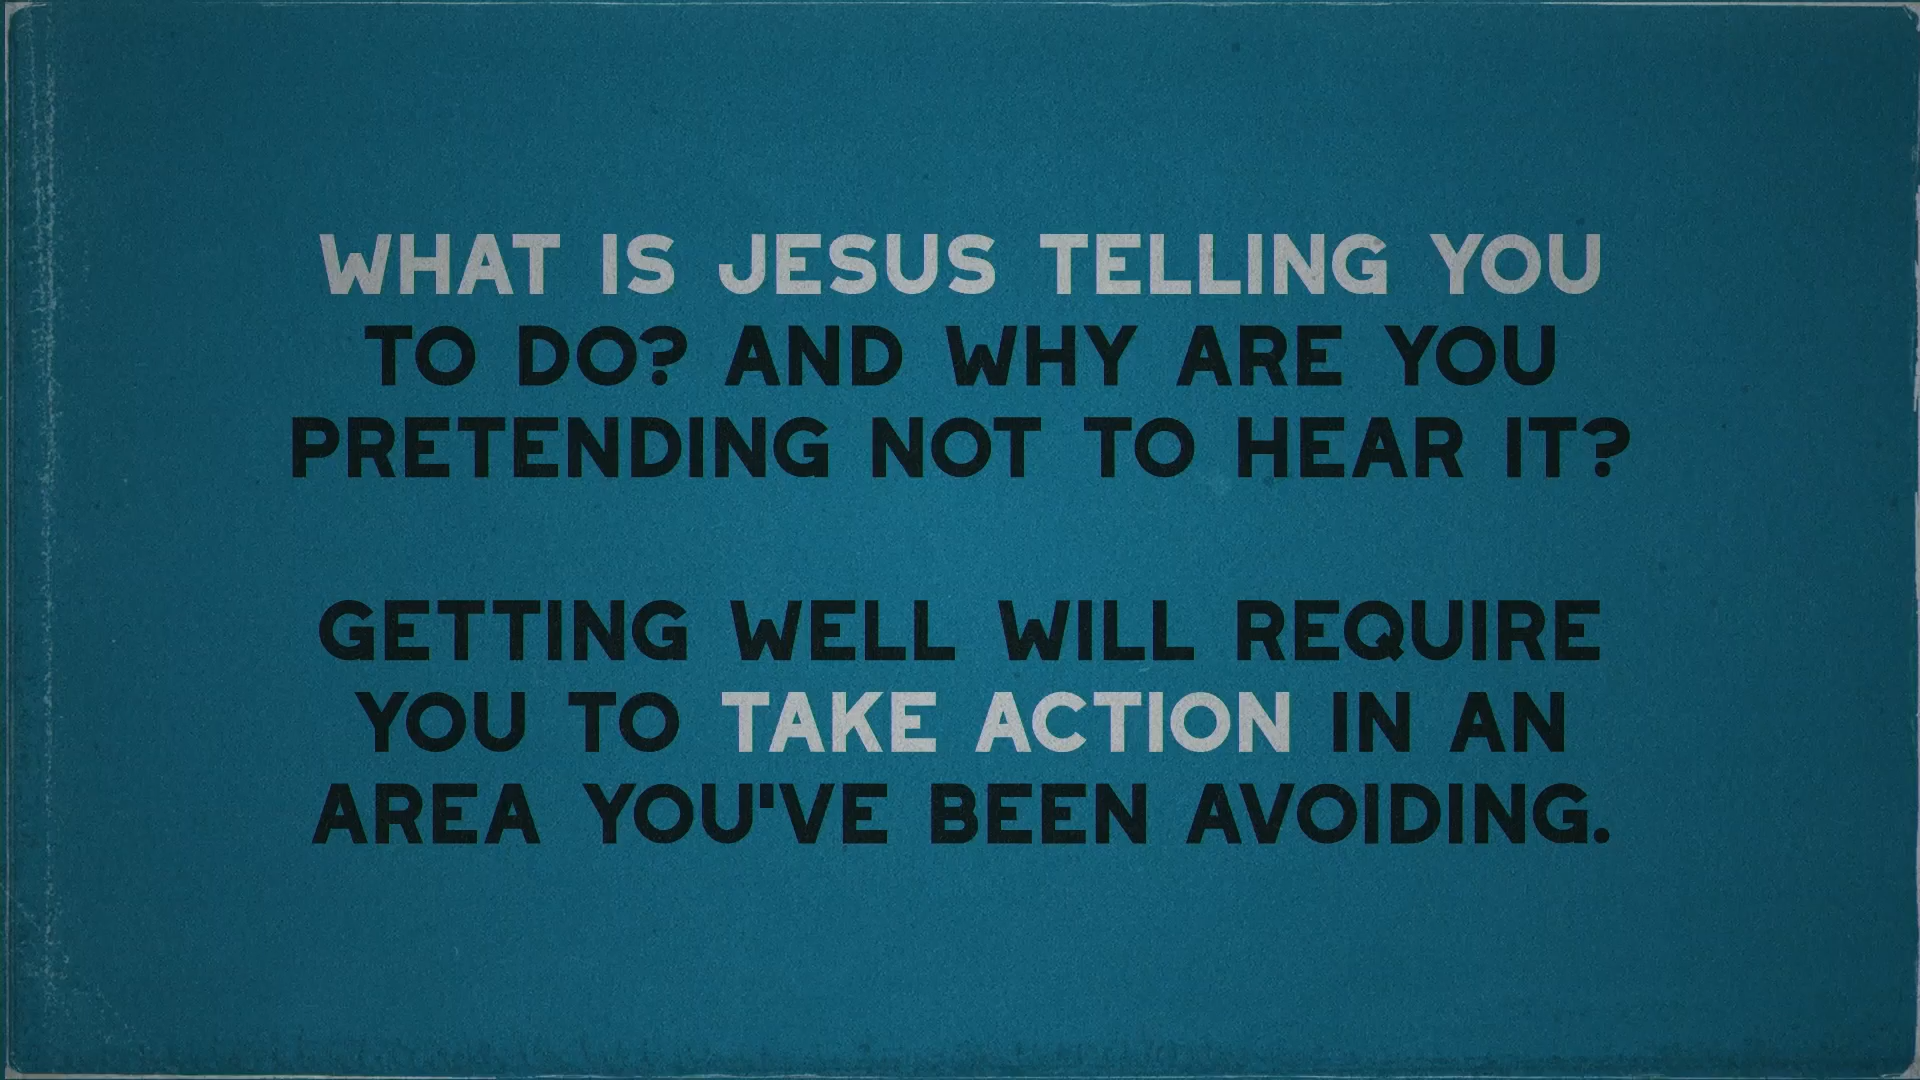 WHAT IS JESUS TELLING YOU
TO DO? AND WHY ARE YOU
PRETENDING NOT TO HEAR IT?
GETTING WELL WILL REQUIRE
YOU TO TAKE ACTION IN AN
AREA YOU'VE BEEN AVOIDING.